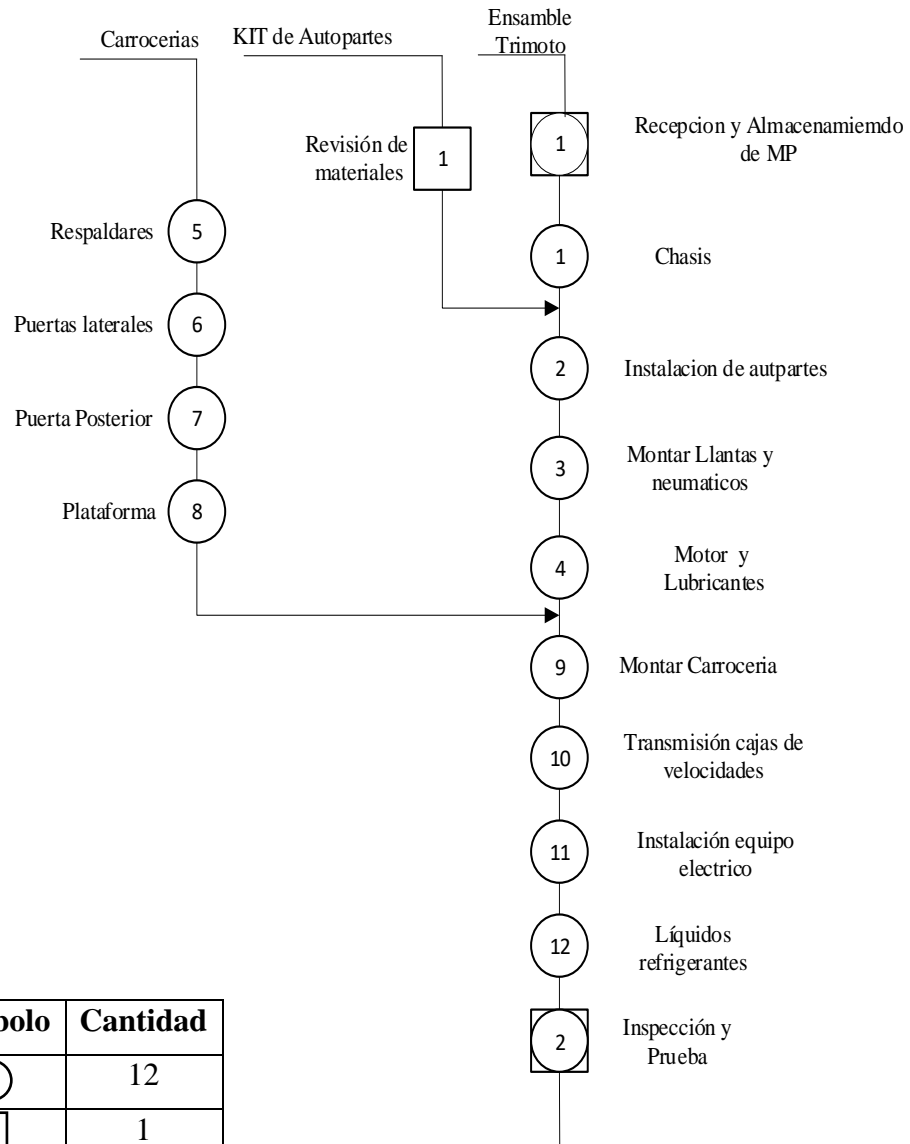 Carrocerias
KIT de Autopartes
Ensamble
Trimoto
Revisión de
materiales
1
1
Recepcion y Almacenamiemdo
de MP
Respaldares
5
1
Chasis
Puertas laterales
6
2
Instalacion de autpartes
Puerta Posterior
7
3
Montar Llantas y
neumaticos
Plataforma
8
4
Motor y
Lubricantes
9
Montar Carroceria
10
Transmisión cajas de
velocidades
11
Instalación equipo
electrico
12
Líquidos
refrigerantes
2
Inspección y
Prueba
bolo Cantidad
12
1